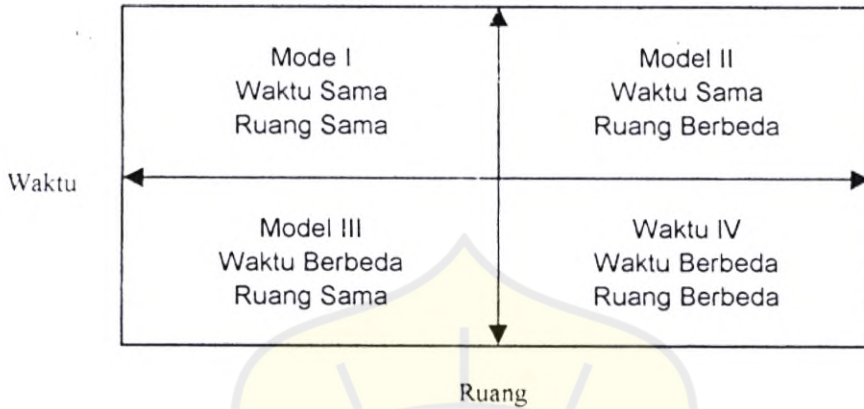 Mode I
Waktu Sama
Ruang Sama
Model II
Waktu Sama
Ruang Berbeda
Waktu
Model III
Waktu Berbeda
Ruang Sama
Waktu IV
Waktu Berbeda
Ruang Berbeda
Ruang